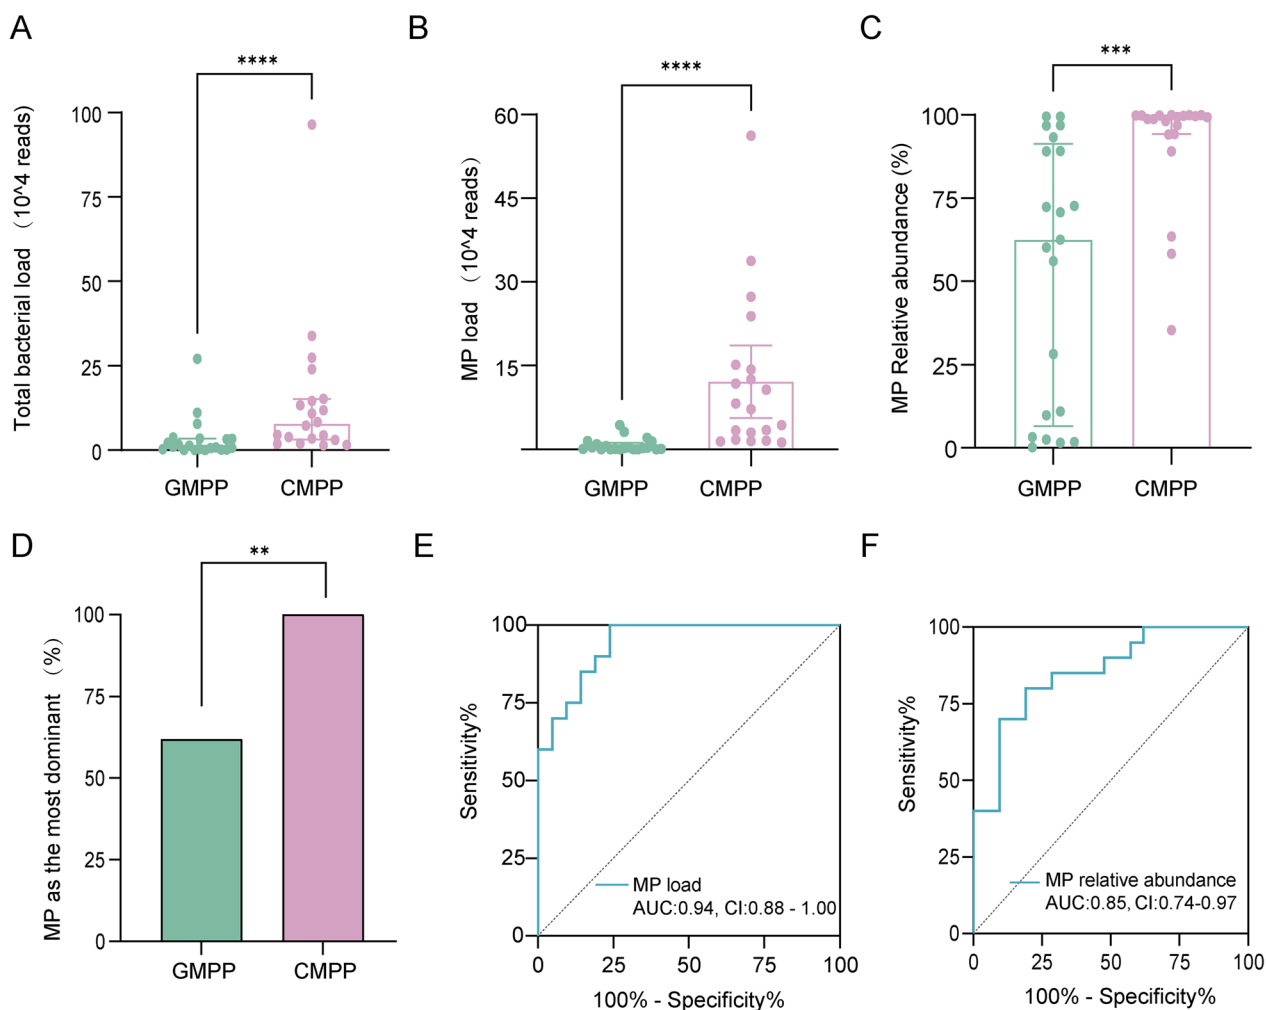 A
****
Total bacterial load (10^4 reads)
100
75
50
25
0
GMPP
CMPP
B
****
MP load (10^4 reads)
60
45
30
15
GMPP
CMPP
C
***
MP Relative abundance (%)
100
75
50
25
0
GMPP
CMPP
D
**
MP as the most dominant (%)
100
75
50
25
0
GMPP
CMPP
E
Sensitivity%
100
75
50
25
0
MP load
AUC:0.94, CI:0.88 - 1.00
0
25
50
75
100
100% - Specificity%
F
Sensitivity%
100
75
50
25
0
MP relative abundance
AUC:0.85, CI:0.74-0.97
0
25
50
75
100
100% - Specificity%